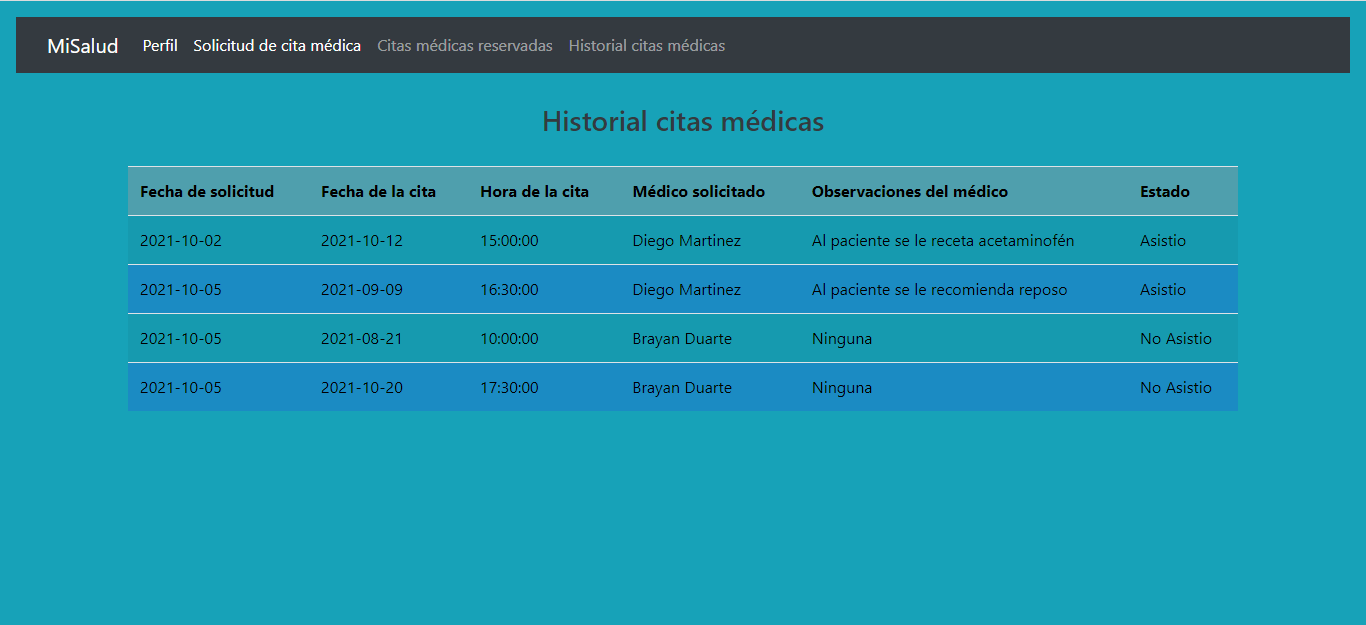 MiSalud Perfil Solicitud de cita médica Citas médicas reservadas Historial citas médicas
Historial citas médicas
Fecha de solicitud Fecha de la cita Hora de la cita Médico solicitado Observaciones del médico Estado
2021-10-02 2021-10-12 15:00:00 Diego Martinez Al paciente se le receta acetaminofén Asistio
2021-10-05 2021-09-09 16:30:00 Diego Martinez Al paciente se le recomienda reposo Asistio
2021-10-05 2021-08-21 10:00:00 Brayan Duarte Ninguna No Asistio
2021-10-05 2021-10-20 17:30:00 Brayan Duarte Ninguna No Asistio